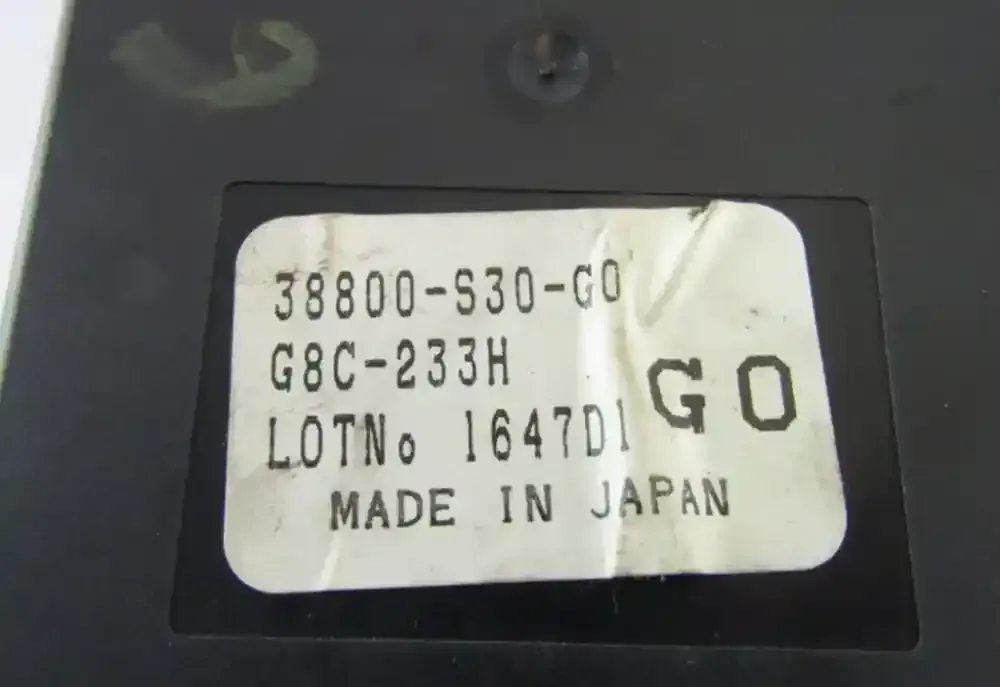 38800-S30-G0
G8C-233H
G0
LOTNo 1647D1
MADE IN JAPAN